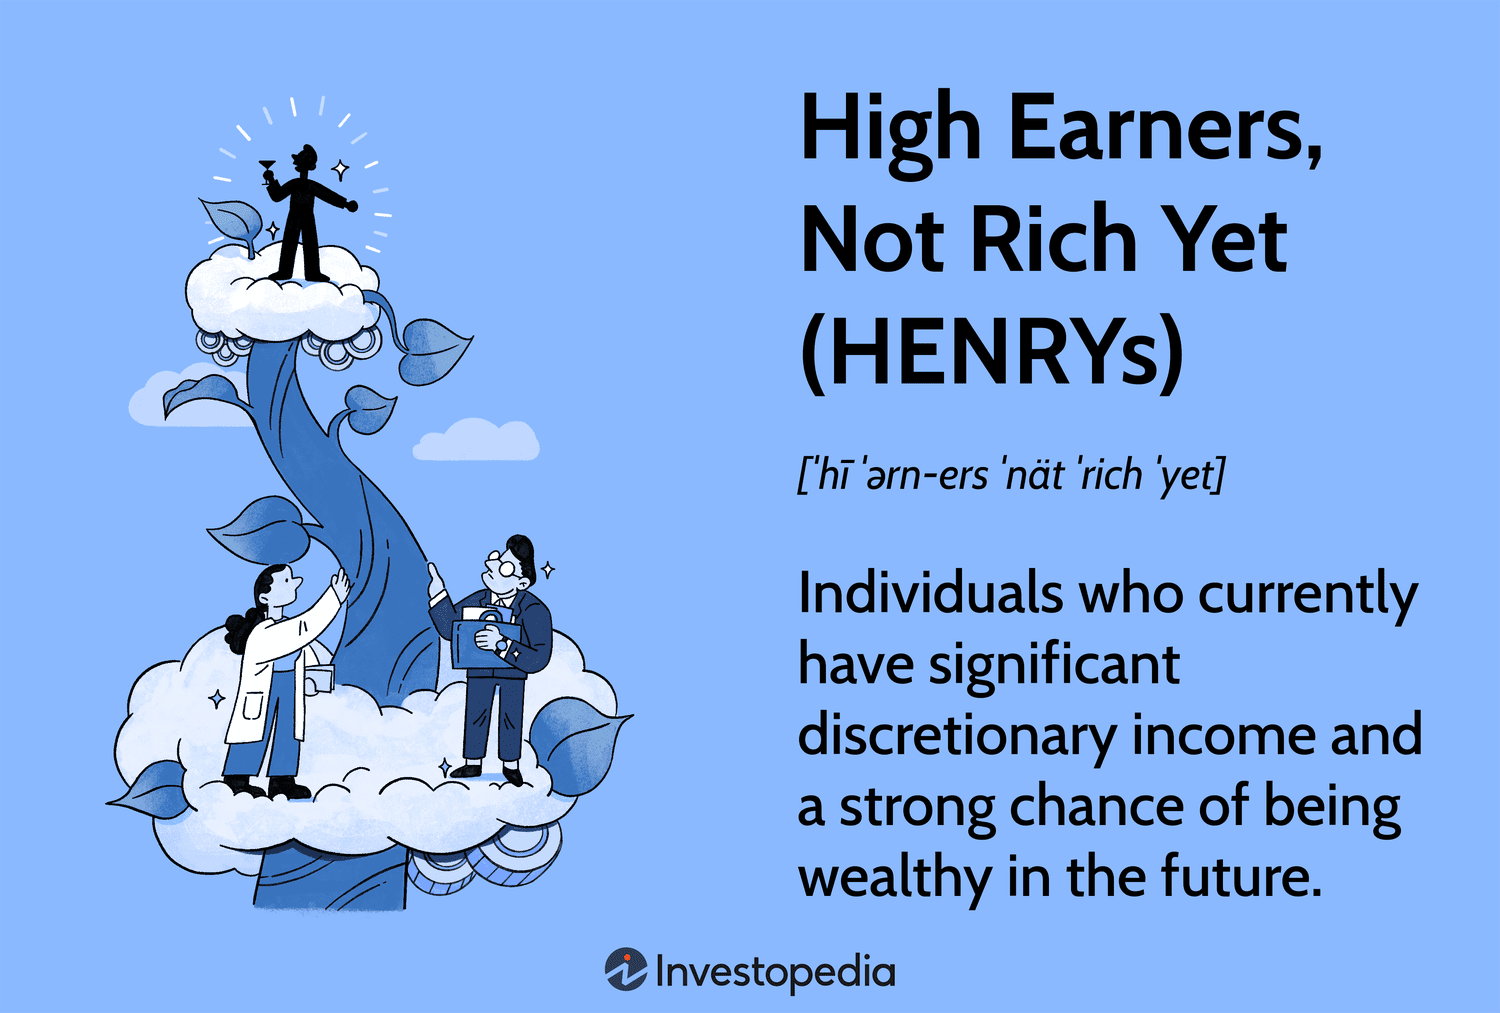 High Earners,
Not Rich Yet
(HENRYs)
[ˈhī ˈərn-ers ˈnät ˈrich ˈyet]
Individuals who currently
have significant
discretionary income and
a strong chance of being
wealthy in the future.
Investopedia